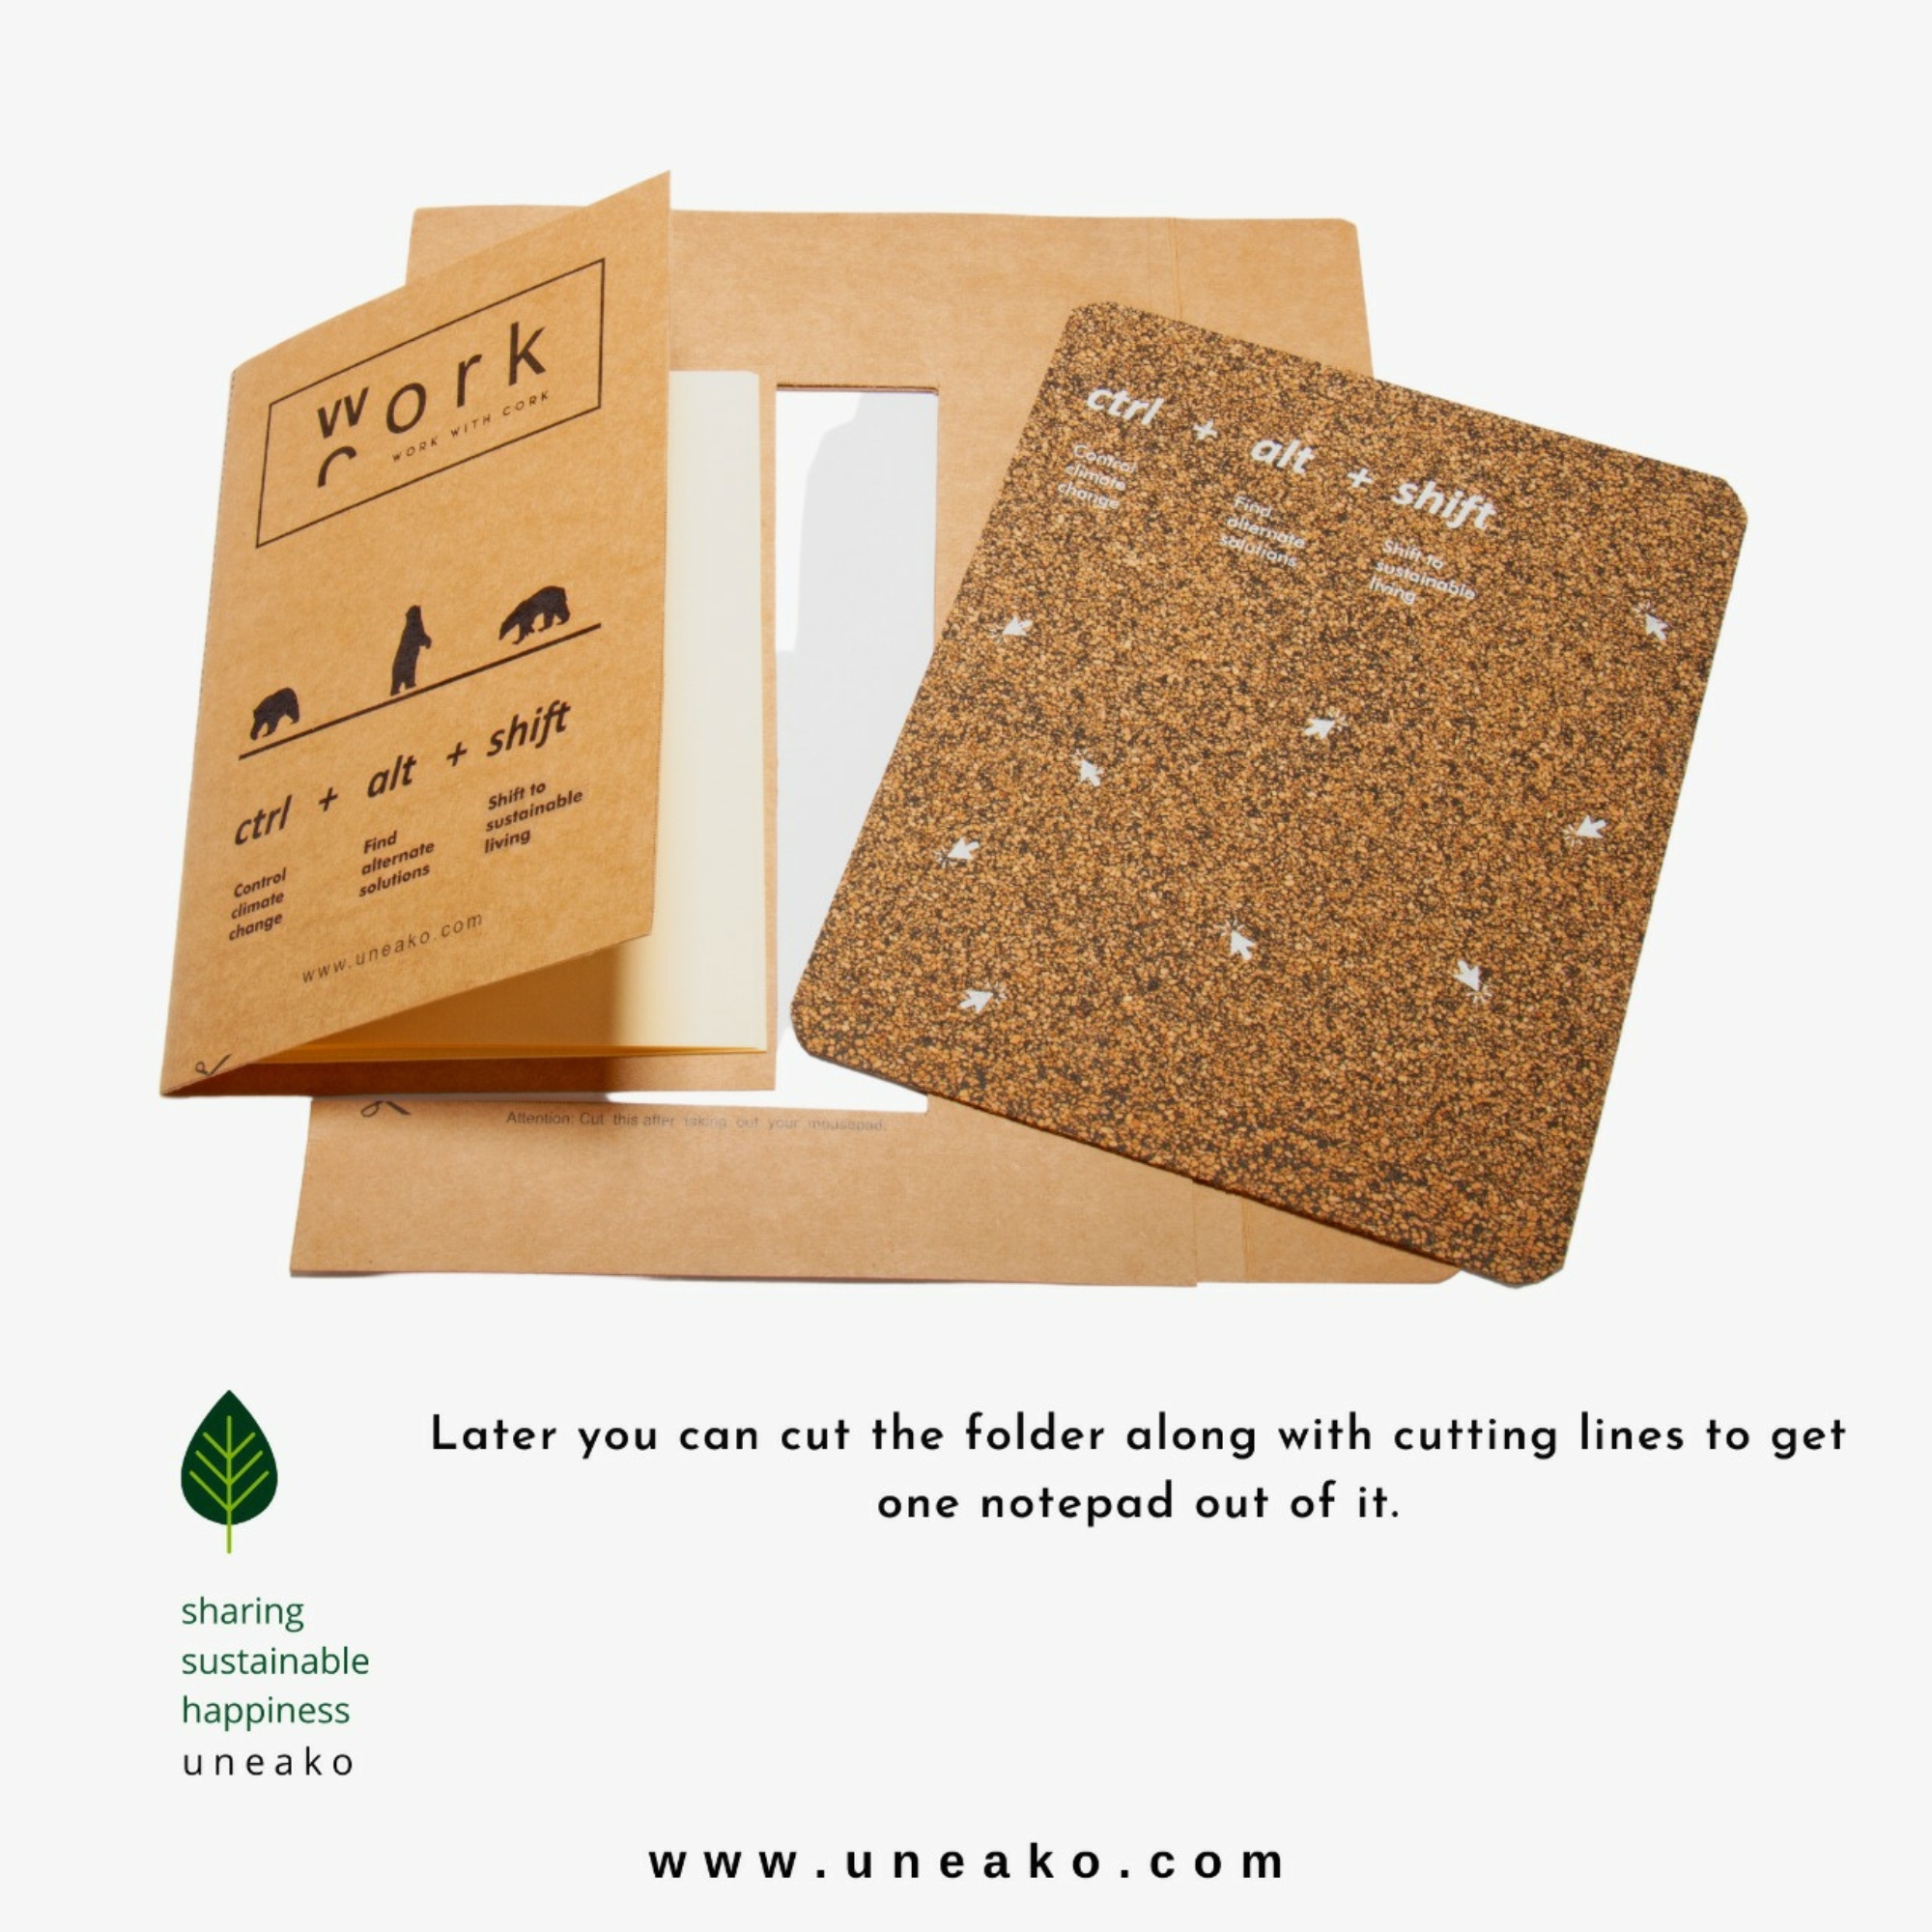 work
WORK WITH CORK
ctrl + alt + shift
Control
climate
change
Find
alternate
solutions
Shift to
sustainable
living
www.uneako.com
ctrl + alt + shift
Control
climate
change
Find
alternate
solutions
Shift to
sustainable
living
Attention: Cut this after taking out your mousepad.
Later you can cut the folder along with cutting lines to get
one notepad out of it.
sharing
sustainable
happiness
uneako
www.uneako.com